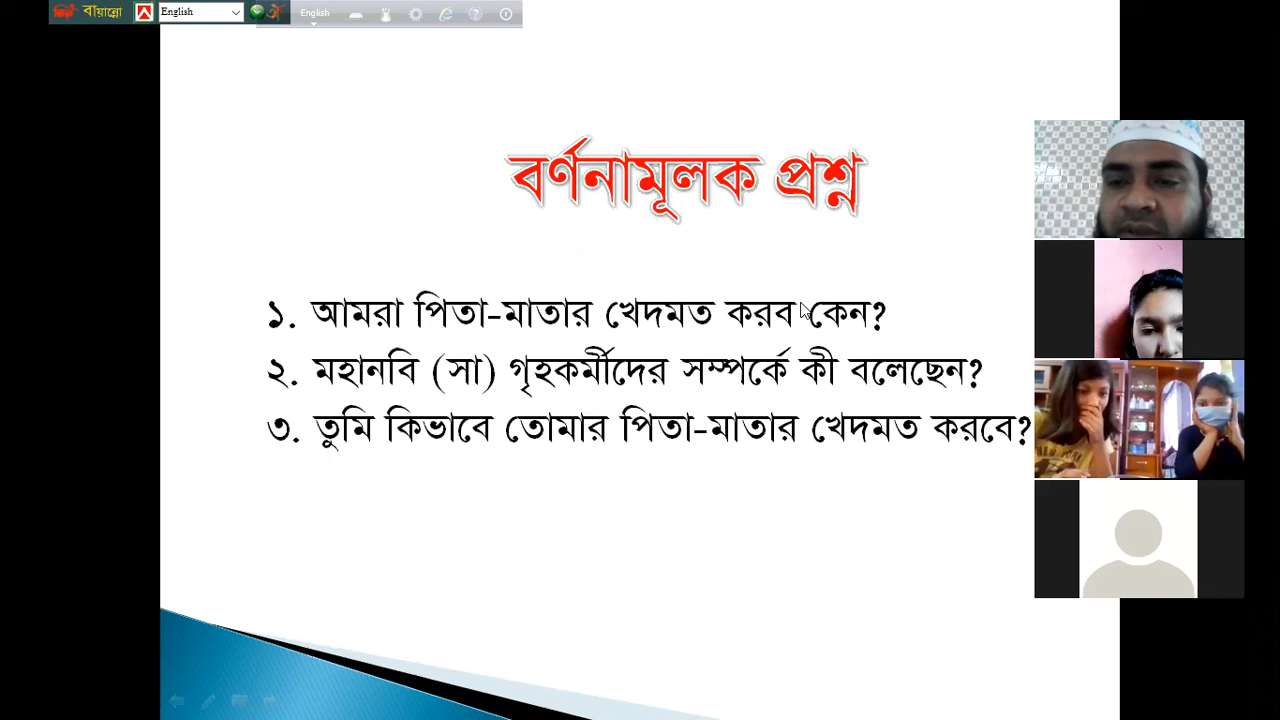 বায়ান্নো
English
English
বর্ণনামূলক প্রশ্ন
১. আমরা পিতা-মাতার খেদমত করব কেন?
২. মহানবি (সা) গৃহকর্মীদের সম্পর্কে কী বলেছেন?
৩. তুমি কিভাবে তোমার পিতা-মাতার খেদমত করবে?